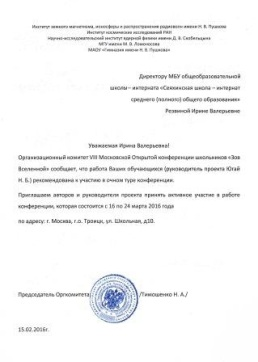 Институт земного магнетизма, ионосферы и распространения радиоволн имени Н. В. Пушкова
Институт космических исследований РАН
Научно-исследовательский институт ядерной физики имени Д. В. Скобельцына
МГУ имени М. В. Ломоносова
МАОУ «Гимназия имени Н. В. Пушкова»
Директору МБУ общеобразовательной
школы – интерната «Сеяхинская школа – интернат
среднего (полного) общего образования»
Резвиной Ирине Валерьевне
Уважаемая Ирина Валерьевна!
Организационный комитет VIII Московской Открытой конференции школьников «Зов
Вселенной» сообщает, что работа Ваших обучающихся (руководитель проекта Югай
Н. Б.) рекомендована к участию в очном туре конференции.
Приглашаем авторов и руководителя проекта принять активное участие в работе
конференции, которая состоится с 16 по 24 марта 2016 года
по адресу: г. Москва, г.о. Троицк, ул. Школьная, д10.
Председатель Оргкомитета /Тимошенко Н. А./
15.02.2016г.